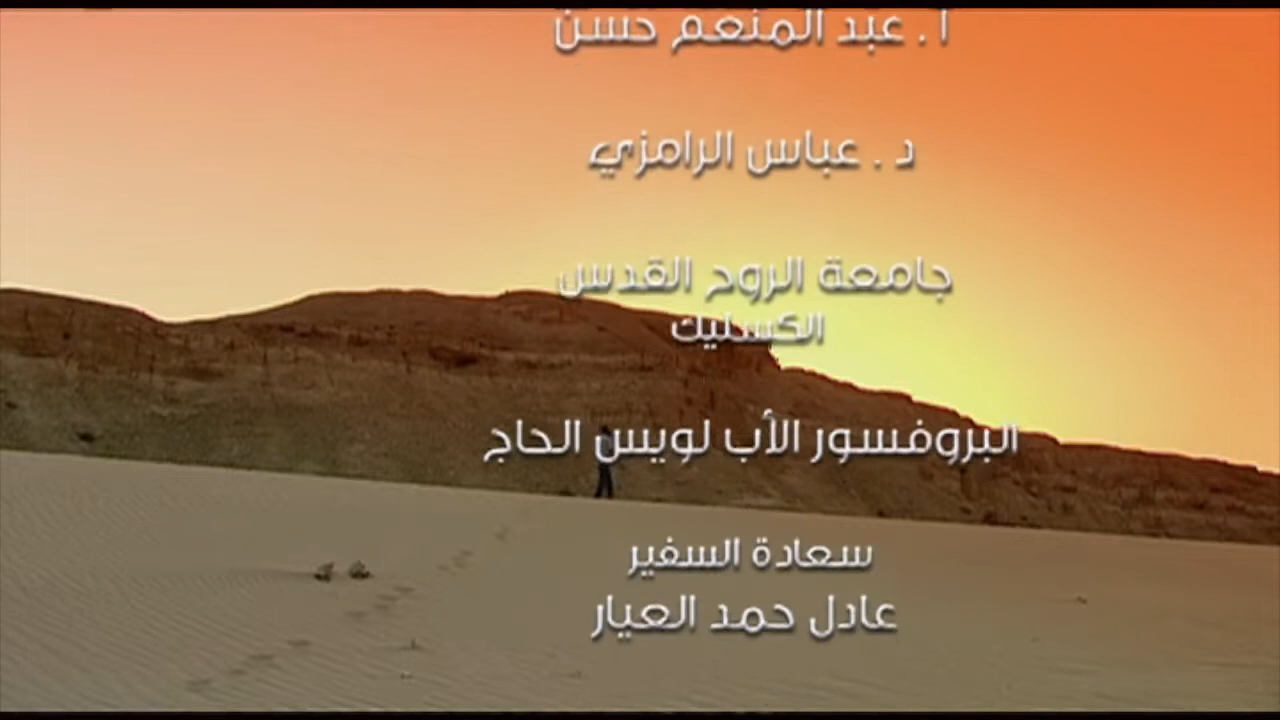 أ . عبد المنعم حسن
د . عباس الرامزي
جامعة الروح القدس
الكسليك
البروفسور الأب لويس الحاج
سعادة السفير
عادل حمد العيار